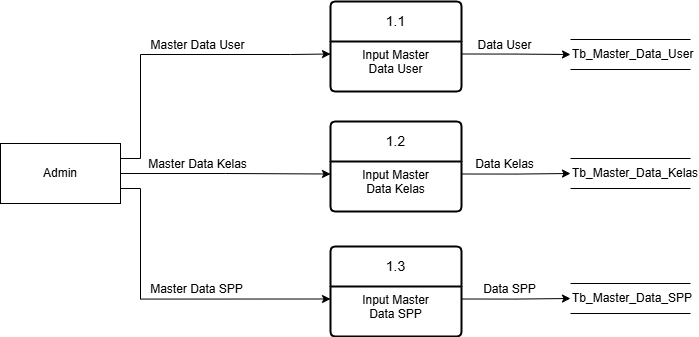 1.1
Master Data User
Input Master
Data User
Data User
Tb_Master_Data_User
Admin
1.2
Master Data Kelas
Input Master
Data Kelas
Data Kelas
Tb_Master_Data_Kelas
1.3
Master Data SPP
Input Master
Data SPP
Data SPP
Tb_Master_Data_SPP